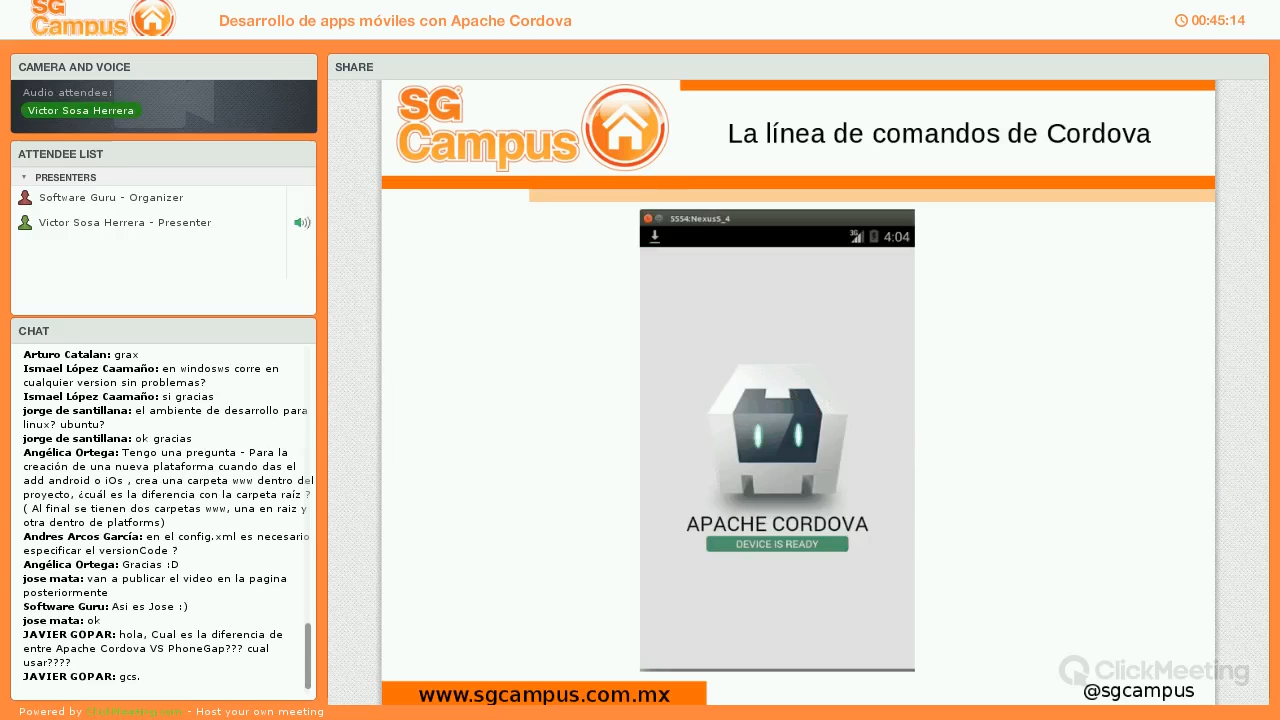 SG
Campus
Desarrollo de apps móviles con Apache Cordova
00:45:14
CAMERA AND VOICE
Audio attendee:
Victor Sosa Herrera
ATTENDEE LIST
PRESENTERS
Software Guru - Organizer
Victor Sosa Herrera - Presenter
CHAT
Arturo Catalan: grax
Ismael López Caamaño: en windosws corre en
cualquier version sin problemas?
Ismael López Caamaño: si gracias
jorge de santillana: el ambiente de desarrollo para
linux? ubuntu?
jorge de santillana: ok gracias
Angélica Ortega: Tengo una pregunta - Para la
creación de una nueva plataforma cuando das el
add android o iOs , crea una carpeta www dentro del
proyecto, ¿cuál es la diferencia con la carpeta raíz ?
( Al final se tienen dos carpetas www, una en raiz y
otra dentro de platforms)
Andres Arcos García: en el config.xml es necesario
especificar el versionCode ?
Angélica Ortega: Gracias :D
jose mata: van a publicar el video en la pagina
posteriormente
Software Guru: Asi es Jose :)
jose mata: ok
JAVIER GOPAR: hola, Cual es la diferencia de
entre Apache Cordova VS PhoneGap??? cual
usar????
JAVIER GOPAR: gcs.
Powered by ClickMeeting.com - Host your own meeting
SHARE
SG
Campus
La línea de comandos de Cordova
5554:NexusS_4
3G
4:04
APACHE CORDOVA
DEVICE IS READY
ClickMeeting
www.sgcampus.com.mx
@sgcampus